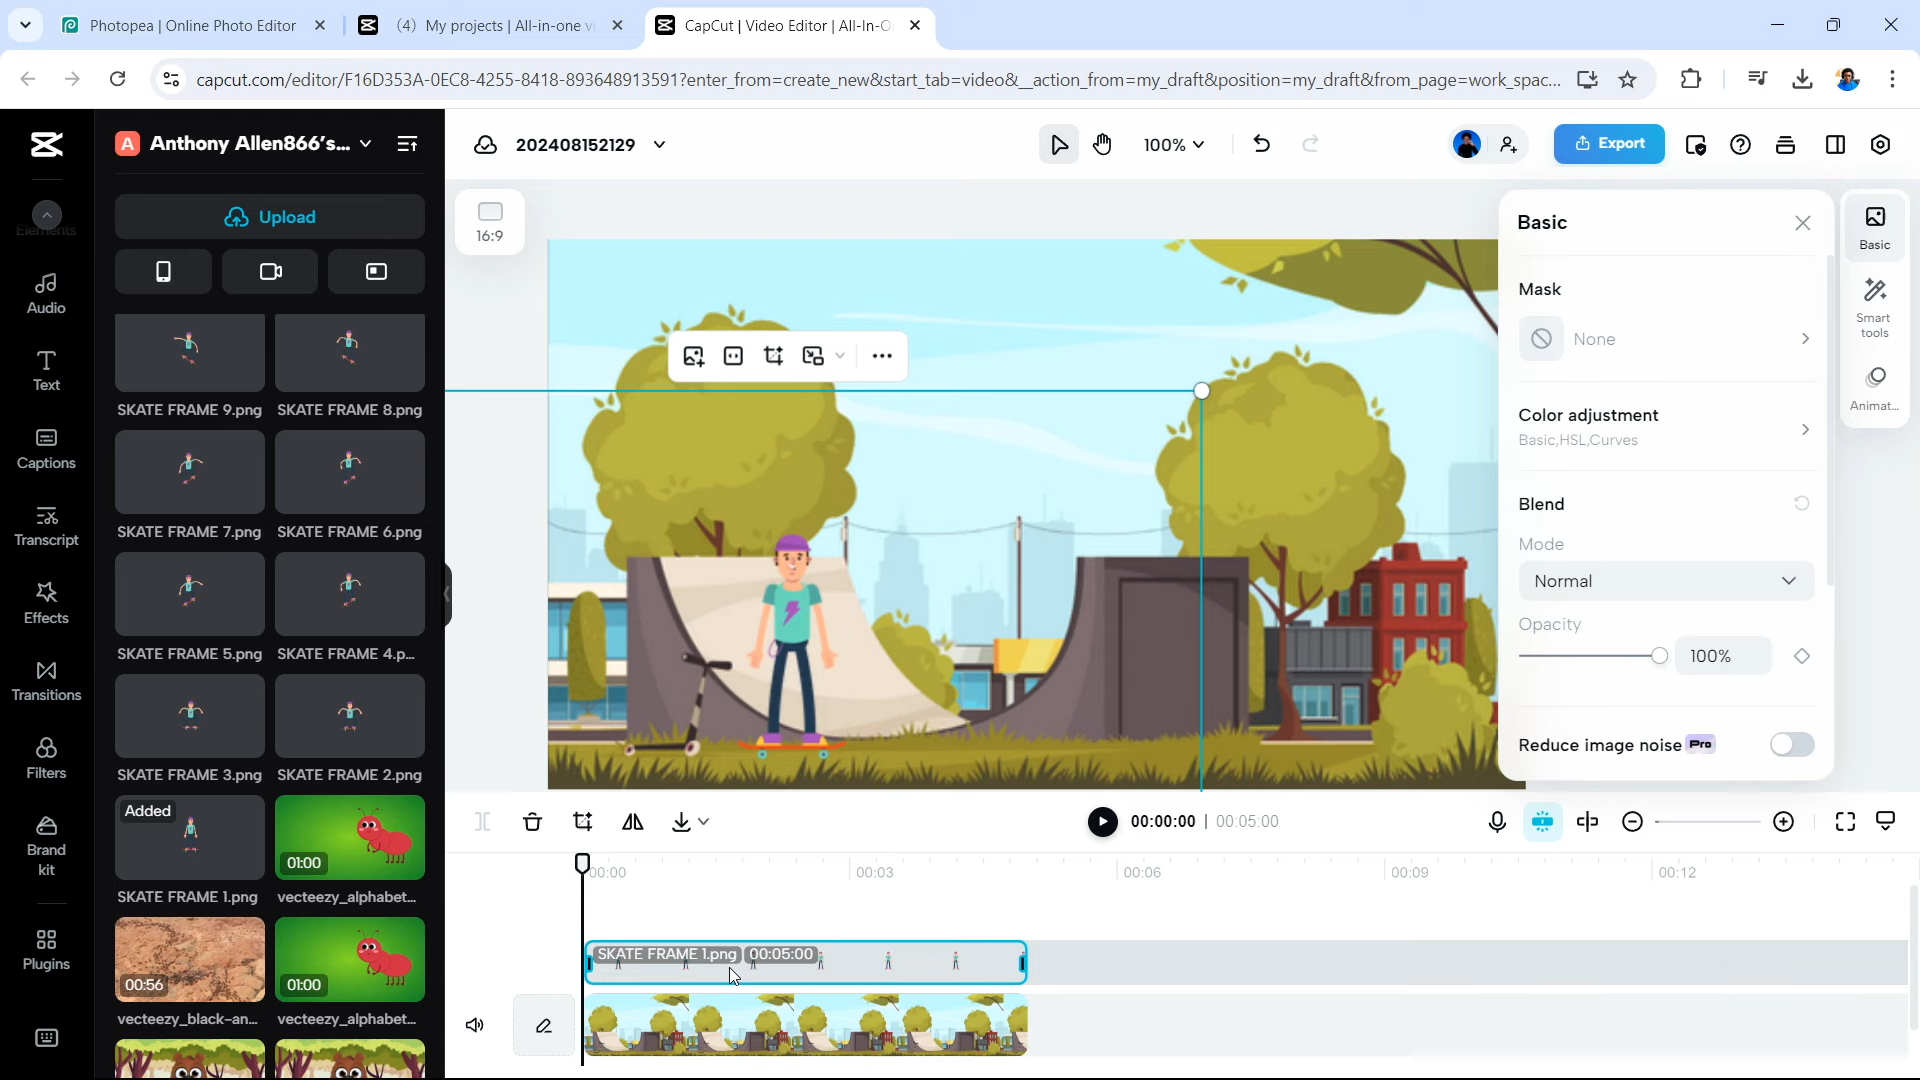 Photopea | Online Photo Editor
(4) My projects | All-in-one vi
CapCut | Video Editor | All-In-O
capcut.com/editor/F16D353A-0EC8-4255-8418-893648913591?enter_from=create_new&start_tab=video&__action_from=my_draft&position=my_draft&from_page=work_spac...
A Anthony Allen866's...
202408152129
100%
Export
Elements
Audio
Text
Captions
Transcript
Effects
Transitions
Filters
Brand
kit
Plugins
Upload
SKATE FRAME 9.png SKATE FRAME 8.png
SKATE FRAME 7.png SKATE FRAME 6.png
SKATE FRAME 5.png SKATE FRAME 4.p...
SKATE FRAME 3.png SKATE FRAME 2.png
Added
01:00
SKATE FRAME 1.png vecteezy_alphabet...
00:56
01:00
vecteezy_black-an... vecteezy_alphabet...
16:9
Basic
Mask
None
Color adjustment
Basic,HSL,Curves
Blend
Mode
Normal
Opacity
100%
Reduce image noise Pro
Basic
Smart
tools
Animat...
00:00:00 | 00:05:00
00:00 00:03 00:06 00:09 00:12
SKATE FRAME 1.png 00:05:00